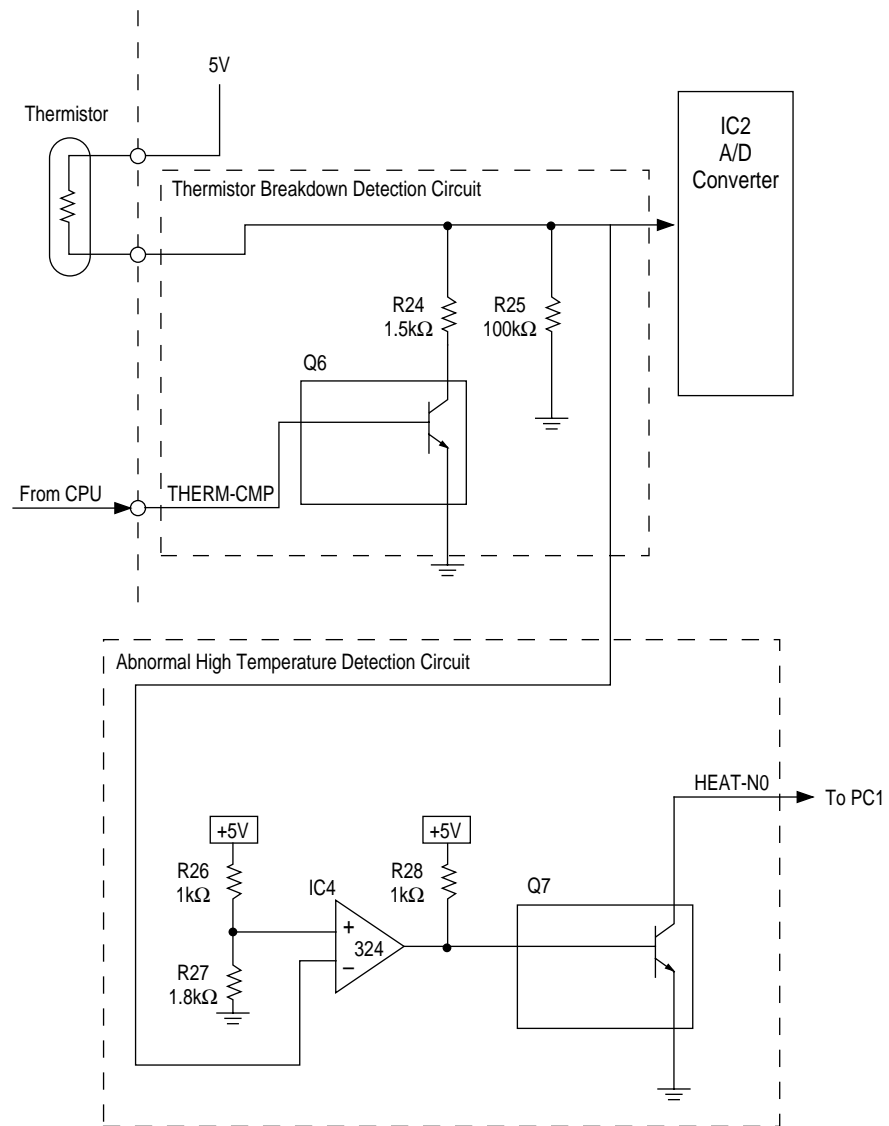 5V
Thermistor
IC2
A/D
Converter
Thermistor Breakdown Detection Circuit
R24
1.5kΩ
R25
100kΩ
Q6
From CPU
THERM-CMP
Abnormal High Temperature Detection Circuit
HEAT-N0
To PC1
+5V
+5V
R26
1kΩ
R28
1kΩ
IC4
Q7
+
324
−
R27
1.8kΩ